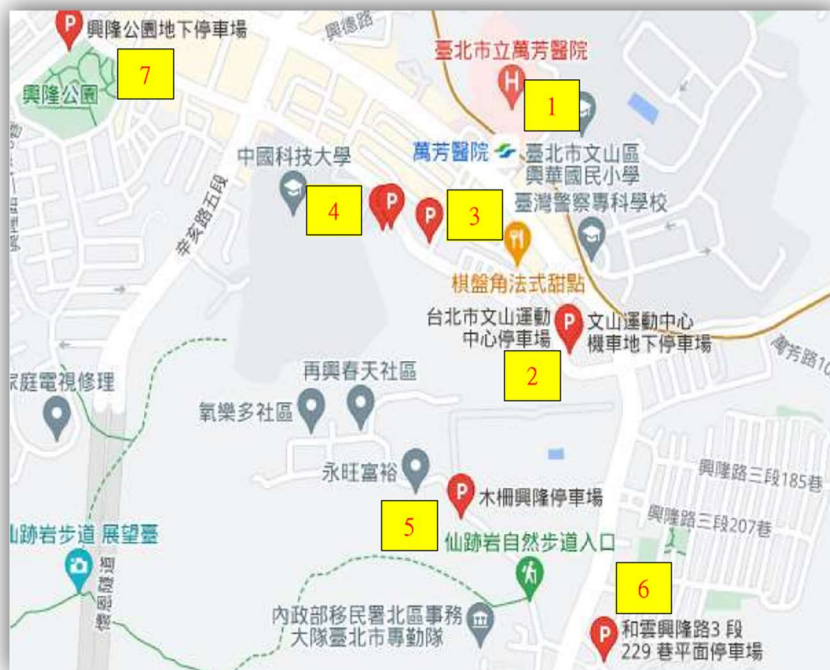 興隆公園地下停車場
興德路
7
興隆公園
臺北市立萬芳醫院
1
中國科技大學
萬芳醫院
臺北市文山區
興華國民小學
辛亥路五段
4
3
臺灣警察專科學校
棋盤角法式甜點
台北市文山運動
中心停車場
文山運動中心
機車地下停車場
2
萬芳路10
家庭電視修理
再興春天社區
氧樂多社區
永旺富裕
木柵興隆停車場
5
興隆路三段185巷
興隆路三段207巷
仙跡岩步道 展望臺
仙跡岩自然步道入口
懷恩隧道
6
內政部移民署北區事務
大隊臺北市專勤隊
和雲興隆路3 段
229 巷平面停車場
P
P
P
P
P
P
P
H